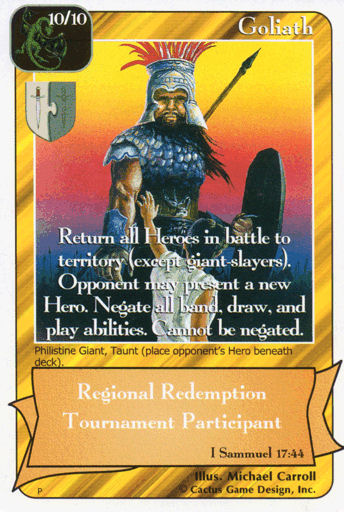 10/10
Goliath
Return all Heroes in battle to
territory (except giant-slayers).
Opponent may present a new
Hero. Negate all band, draw, and
play abilities. Cannot be negated.
Philistine Giant, Taunt (place opponent's Hero beneath
deck).
Regional Redemption
Tournament Participant
I Sammuel 17:44
Illus. Michael Carroll
P
© Cactus Game Design, Inc.